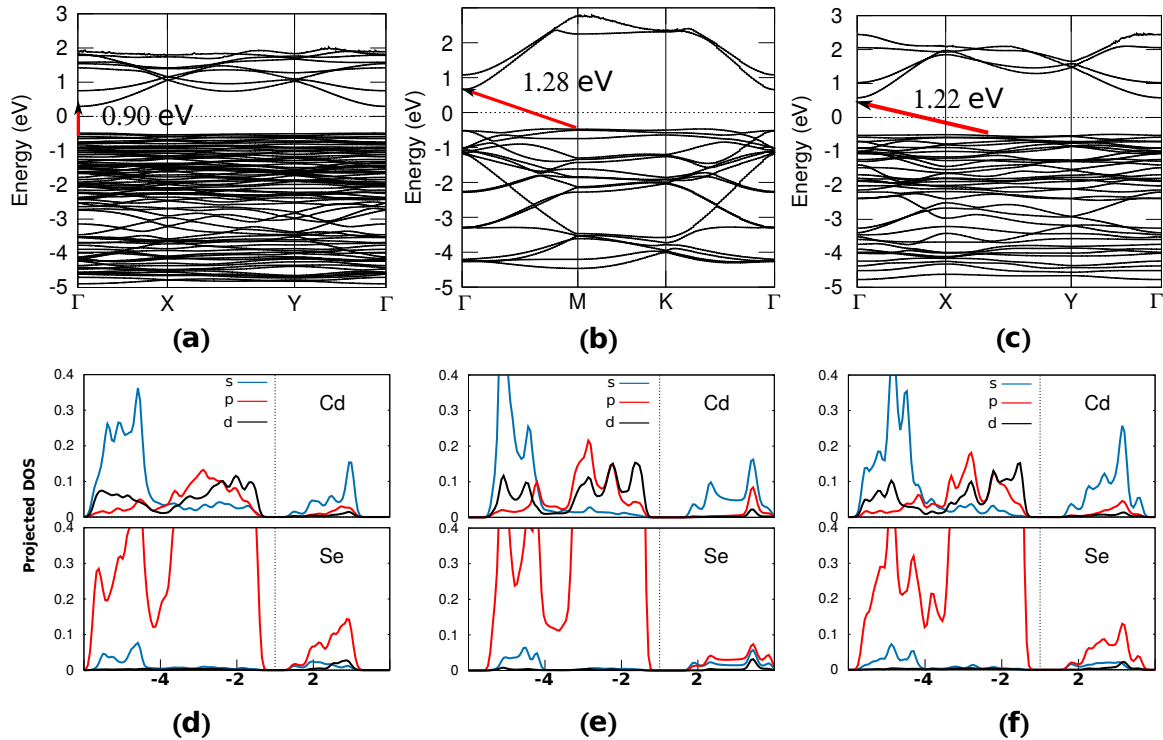 3
2
1
0
-1
-2
-3
-4
-5
Energy (eV)
0.90 eV
Γ
X
Y
Γ
(a)
3
2
1
0
-1
-2
-3
-4
-5
Energy (eV)
1.28 eV
Γ
M
K
Γ
(b)
3
2
1
0
-1
-2
-3
-4
-5
Energy (eV)
1.22 eV
Γ
X
Y
Γ
(c)
Projected DOS
0.4
0.3
0.2
0.1
0
s
p
d
Cd
0.4
0.3
0.2
0.1
0
Se
-4
-2
2
(d)
0.4
0.3
0.2
0.1
0
s
p
d
Cd
0.4
0.3
0.2
0.1
0
Se
-4
-2
2
(e)
0.4
0.3
0.2
0.1
0
s
p
d
Cd
0.4
0.3
0.2
0.1
0
Se
-4
-2
2
(f)